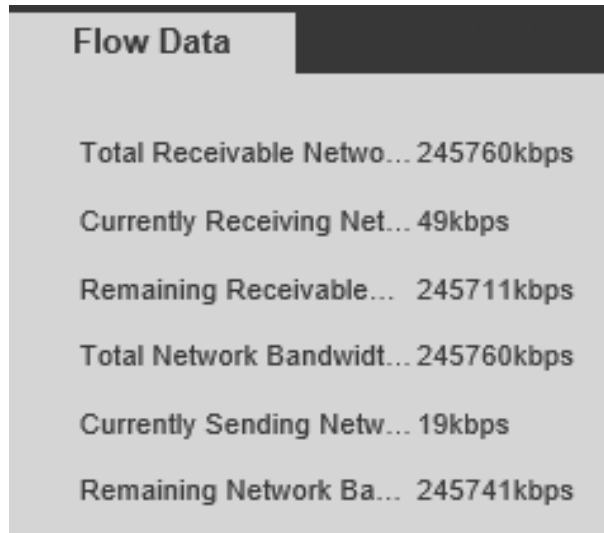 Flow Data
Total Receivable Netwo... 245760kbps
Currently Receiving Net... 49kbps
Remaining Receivable... 245711kbps
Total Network Bandwidt... 245760kbps
Currently Sending Netw... 19kbps
Remaining Network Ba... 245741kbps